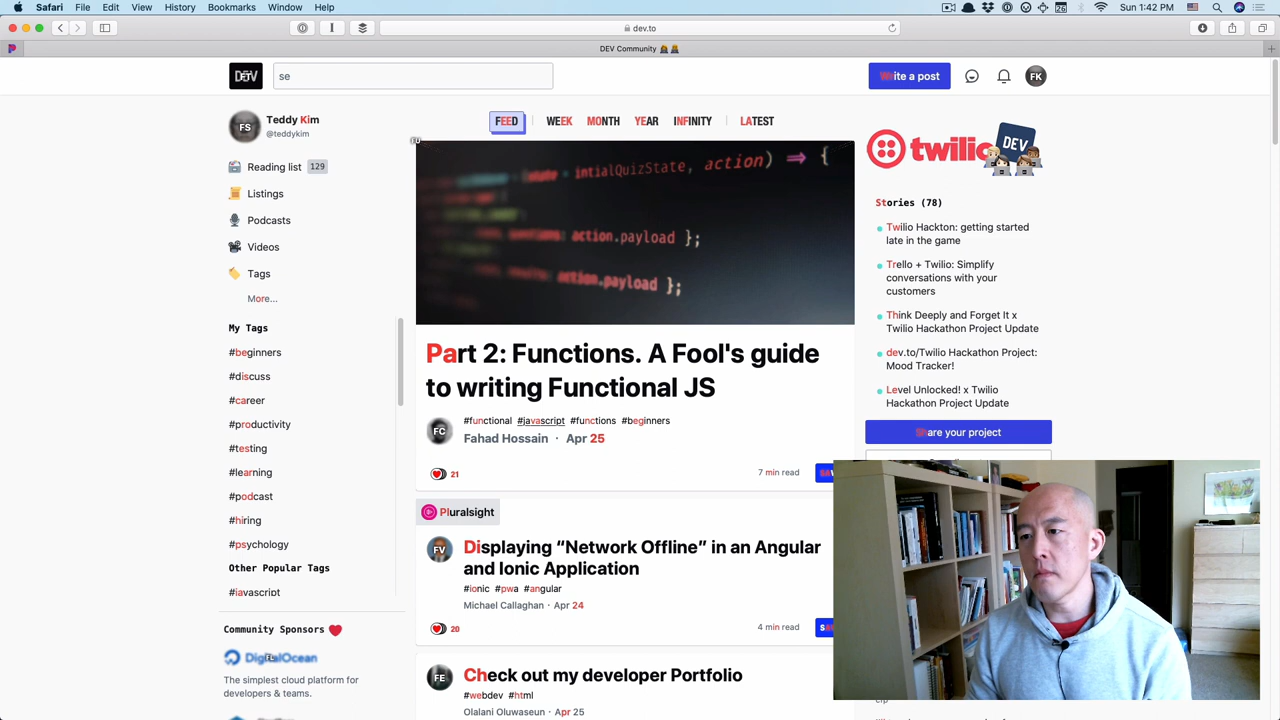 Safari File Edit View History Bookmarks Window Help Sun 1:42 PM
dev.to
DEV Community
DEV se Write a post FK
FS Teddy Kim
@teddykim
Reading list 129
Listings
Podcasts
Videos
Tags
More...
My Tags
#beginners
#discuss
#career
#productivity
#testing
#learning
#podcast
#hiring
#psychology
Other Popular Tags
#javascript
Community Sponsors
DigitalOcean
The simplest cloud platform for
developers & teams.
FEED WEEK MONTH YEAR INFINITY LATEST
(state = intialQuizState, action) => {
action.payload };
action.payload };
Part 2: Functions. A Fool's guide
to writing Functional JS
FC #functional #javascript #functions #beginners
Fahad Hossain · Apr 25
21 7 min read
Pluralsight
FV Displaying “Network Offline” in an Angular
and Ionic Application
#ionic #pwa #angular
Michael Callaghan · Apr 24
20 4 min read
FE Check out my developer Portfolio
#webdev #html
Olalani Oluwaseun · Apr 25
twilio DEV
Stories (78)
Twilio Hackton: getting started
late in the game
Trello + Twilio: Simplify
conversations with your
customers
Think Deeply and Forget It x
Twilio Hackathon Project Update
dev.to/Twilio Hackathon Project:
Mood Tracker!
Level Unlocked! x Twilio
Hackathon Project Update
Share your project